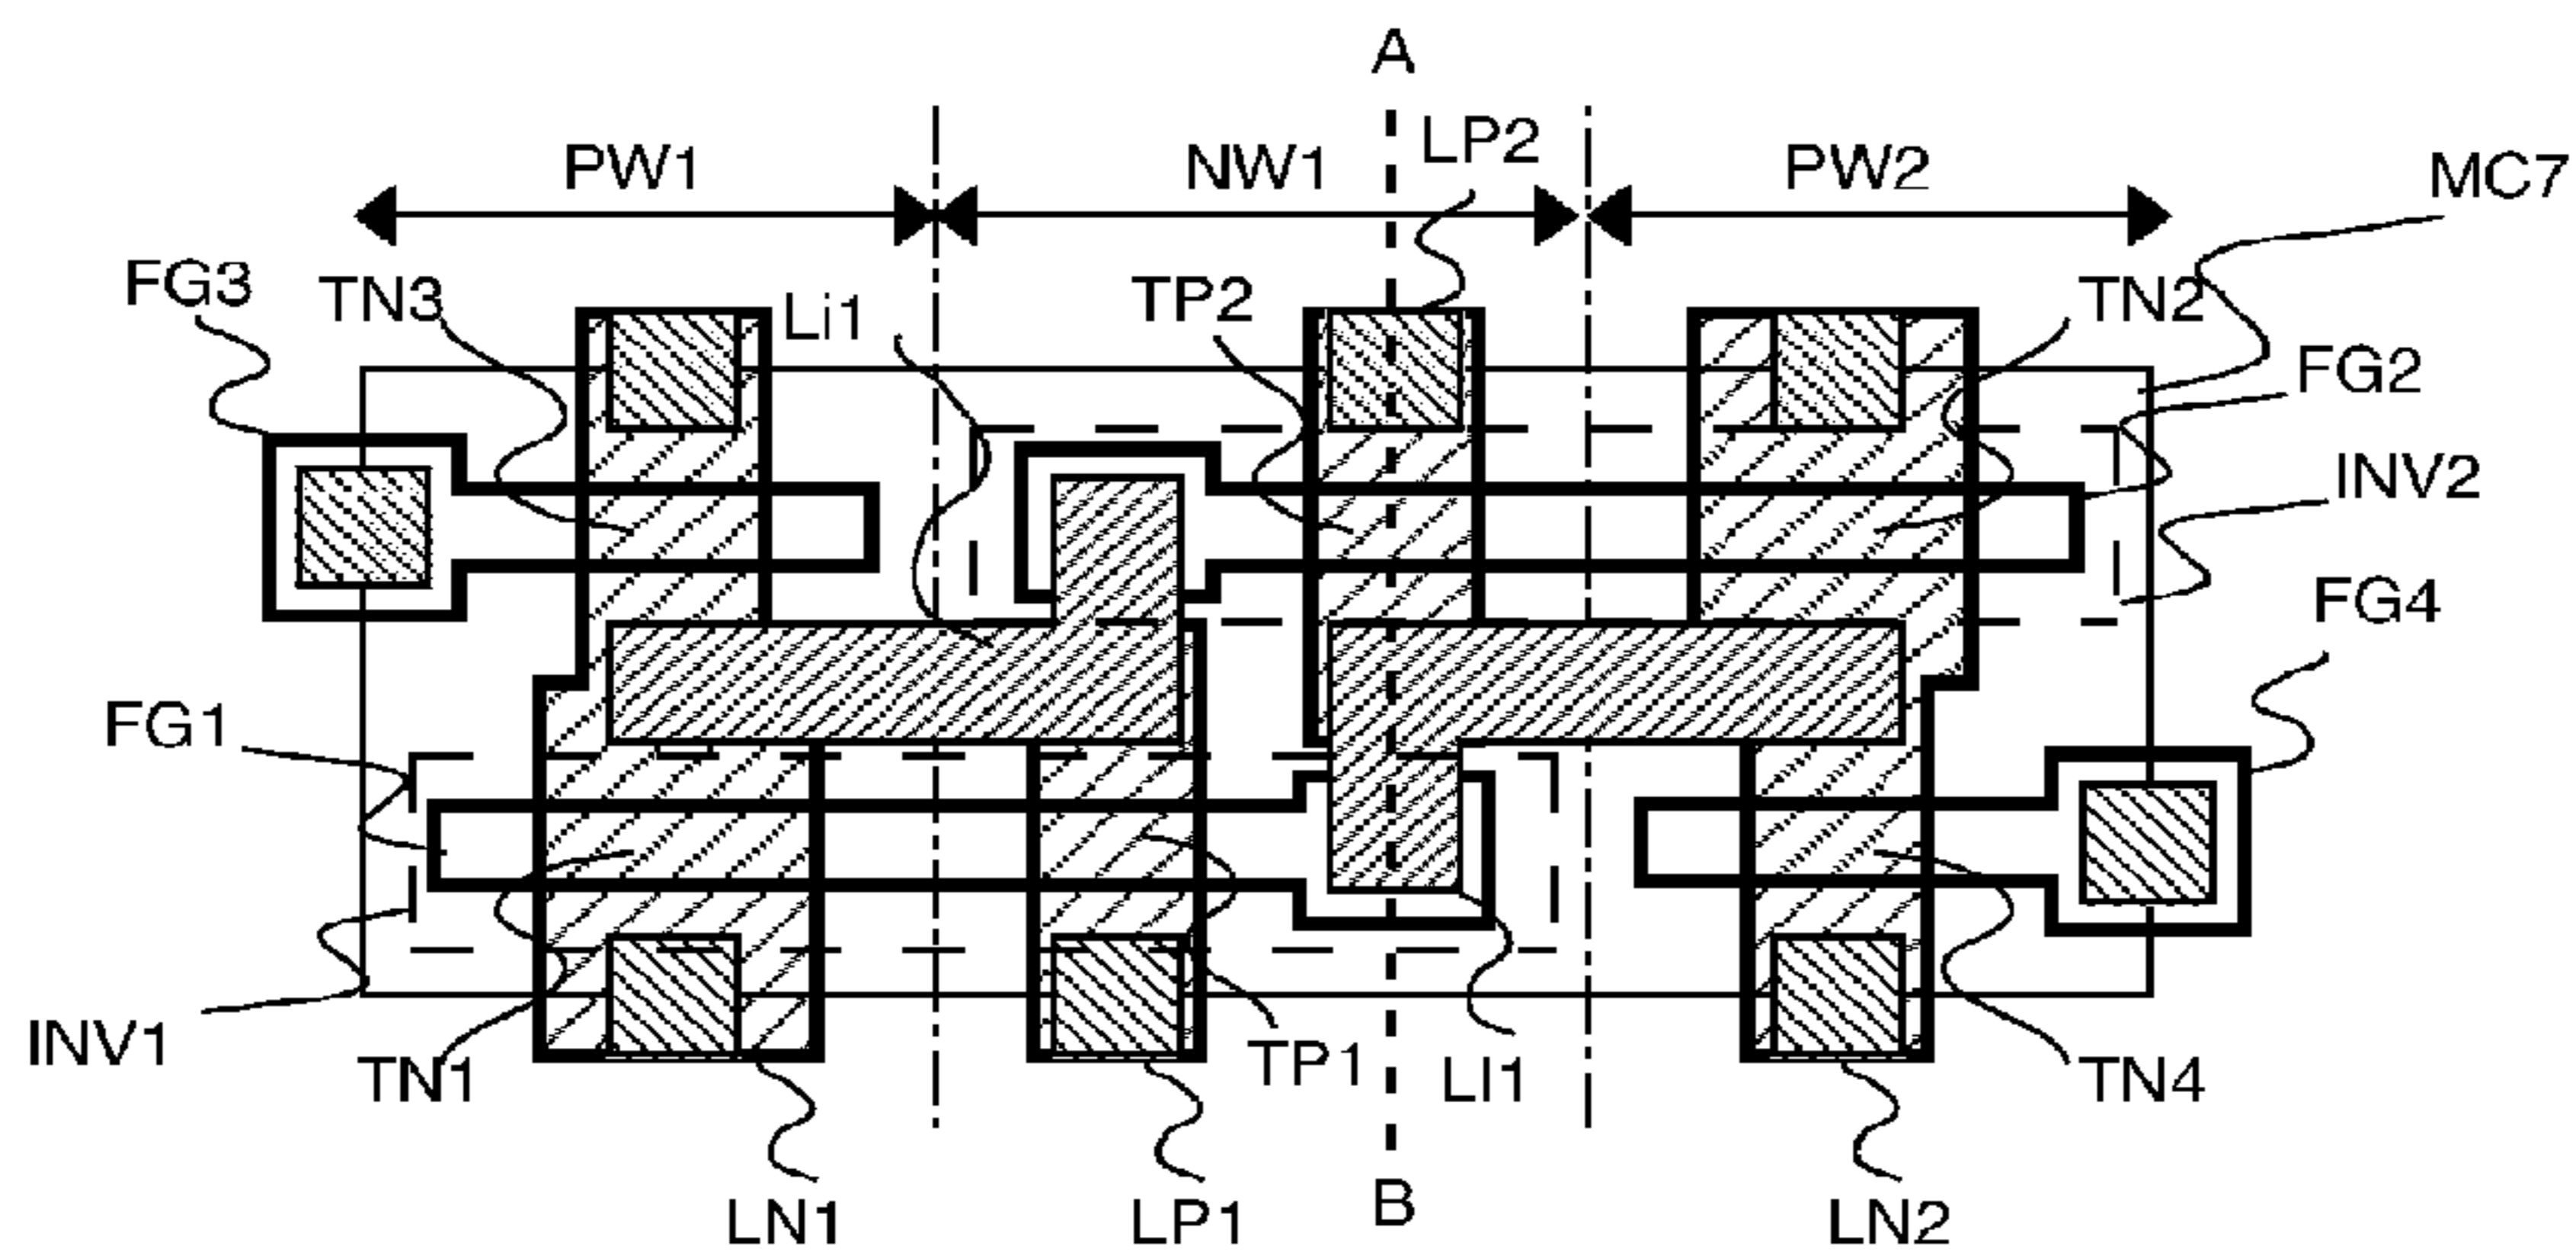 A
PW1
NW1
LP2
PW2
MC7
FG3
TN3
Li1
TP2
TN2
FG2
INV2
FG4
FG1
INV1
TN1
TP1
LI1
TN4
LN1
LP1
B
LN2